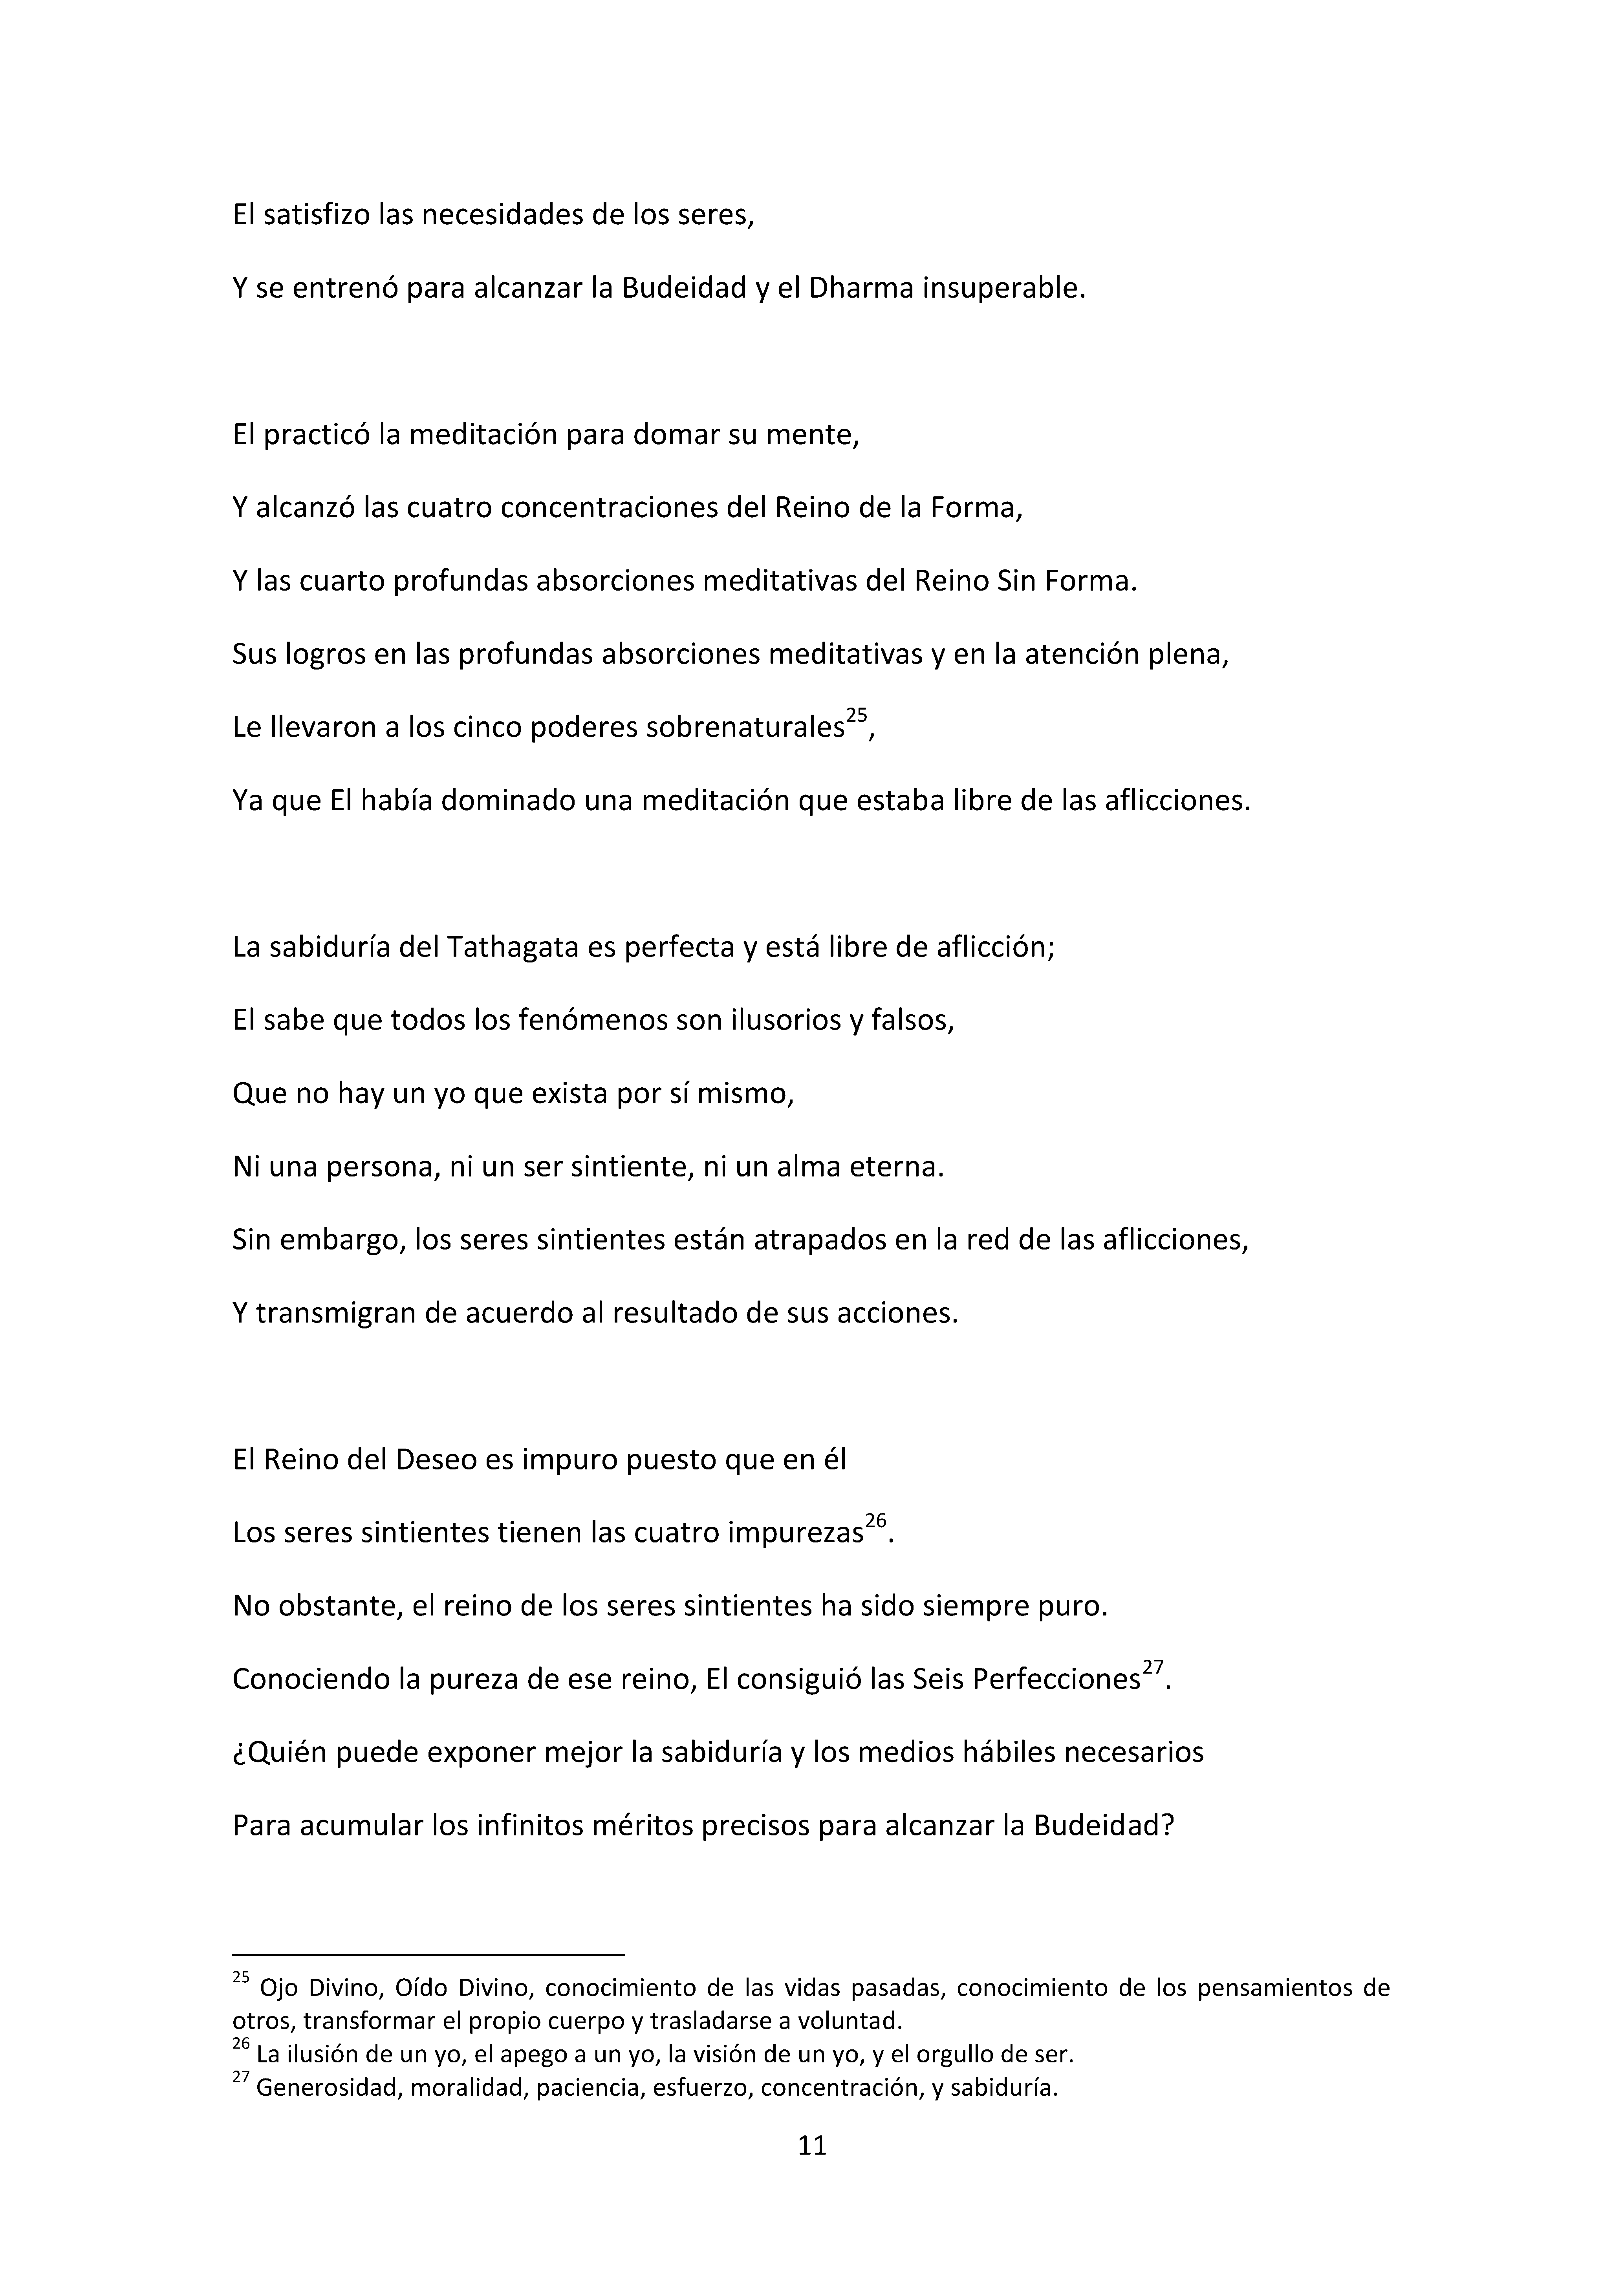 El satisfizo las necesidades de los seres,
Y se entrenó para alcanzar la Budeidad y el Dharma insuperable.
El practicó la meditación para domar su mente,
Y alcanzó las cuatro concentraciones del Reino de la Forma,
Y las cuarto profundas absorciones meditativas del Reino Sin Forma.
Sus logros en las profundas absorciones meditativas y en la atención plena,
Le llevaron a los cinco poderes sobrenaturales25,
Ya que El había dominado una meditación que estaba libre de las aflicciones.
La sabiduría del Tathagata es perfecta y está libre de aflicción;
El sabe que todos los fenómenos son ilusorios y falsos,
Que no hay un yo que exista por sí mismo,
Ni una persona, ni un ser sintiente, ni un alma eterna.
Sin embargo, los seres sintientes están atrapados en la red de las aflicciones,
Y transmigran de acuerdo al resultado de sus acciones.
El Reino del Deseo es impuro puesto que en él
Los seres sintientes tienen las cuatro impurezas26.
No obstante, el reino de los seres sintientes ha sido siempre puro.
Conociendo la pureza de ese reino, El consiguió las Seis Perfecciones27.
¿Quién puede exponer mejor la sabiduría y los medios hábiles necesarios
Para acumular los infinitos méritos precisos para alcanzar la Budeidad?
25 Ojo Divino, Oído Divino, conocimiento de las vidas pasadas, conocimiento de los pensamientos de
otros, transformar el propio cuerpo y trasladarse a voluntad.
26 La ilusión de un yo, el apego a un yo, la visión de un yo, y el orgullo de ser.
27 Generosidad, moralidad, paciencia, esfuerzo, concentración, y sabiduría.
11